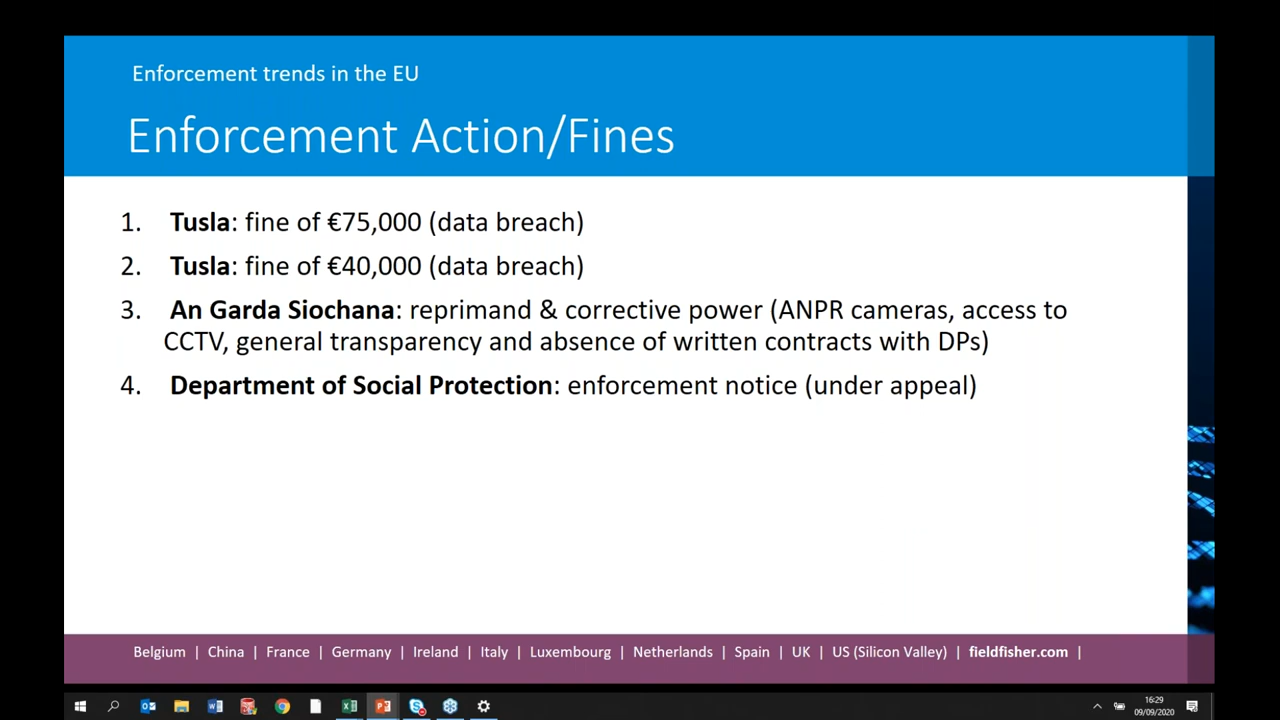 Enforcement trends in the EU
Enforcement Action/Fines
1. Tusla: fine of €75,000 (data breach)
2. Tusla: fine of €40,000 (data breach)
3. An Garda Siochana: reprimand & corrective power (ANPR cameras, access to
CCTV, general transparency and absence of written contracts with DPs)
4. Department of Social Protection: enforcement notice (under appeal)
Belgium | China | France | Germany | Ireland | Italy | Luxembourg | Netherlands | Spain | UK | US (Silicon Valley) | fieldfisher.com |
16:29
09/09/2020